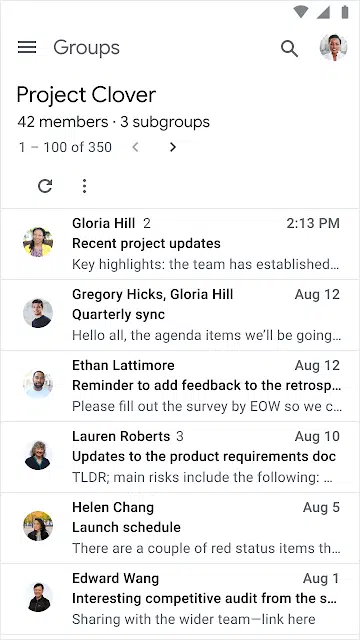 Groups
Project Clover
42 members · 3 subgroups
1 – 100 of 350
Gloria Hill 2 2:13 PM
Recent project updates
Key highlights: the team has established...
Gregory Hicks, Gloria Hill Aug 12
Quarterly sync
Hello all, the agenda items we’ll be going...
Ethan Lattimore Aug 12
Reminder to add feedback to the retrosp...
Please fill out the survey by EOW so we c...
Lauren Roberts 3 Aug 10
Updates to the product requirements doc
TLDR; main risks include the following: ...
Helen Chang Aug 5
Launch schedule
There are a couple of red status items th...
Edward Wang Aug 1
Interesting competitive audit from the s...
Sharing with the wider team—link here